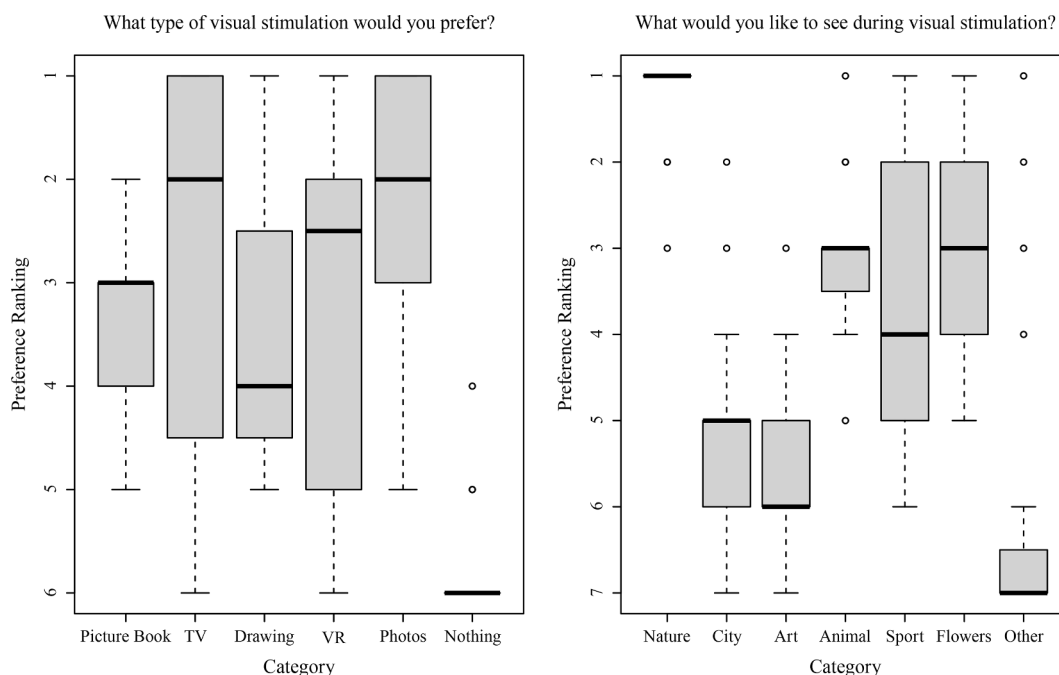 What type of visual stimulation would you prefer?
Preference Ranking
1
2
3
4
5
6
Picture Book TV Drawing VR Photos Nothing
Category
What would you like to see during visual stimulation?
Preference Ranking
1
2
3
4
5
6
7
Nature City Art Animal Sport Flowers Other
Category